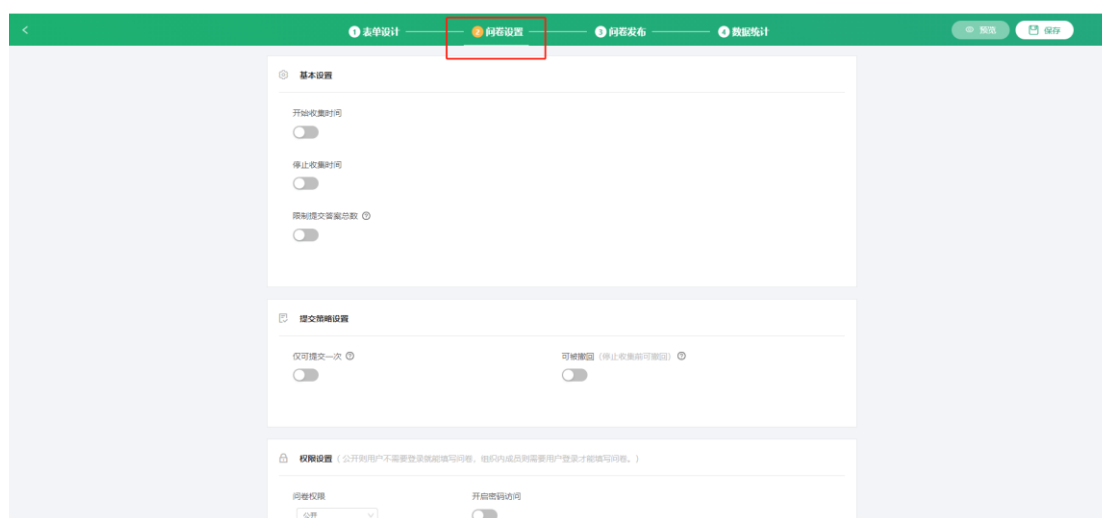 1 表单设计 2 问卷设置 3 问卷发布 4 数据统计 预览 保存
基本设置
开始收集时间
停止收集时间
限制提交答案总数
提交策略设置
仅可提交一次 可被撤回（停止收集前可撤回）
权限设置（公开则用户不需要登录就能填写问卷，组织内成员则需要用户登录才能填写问卷。）
问卷权限 开启密码访问
公开